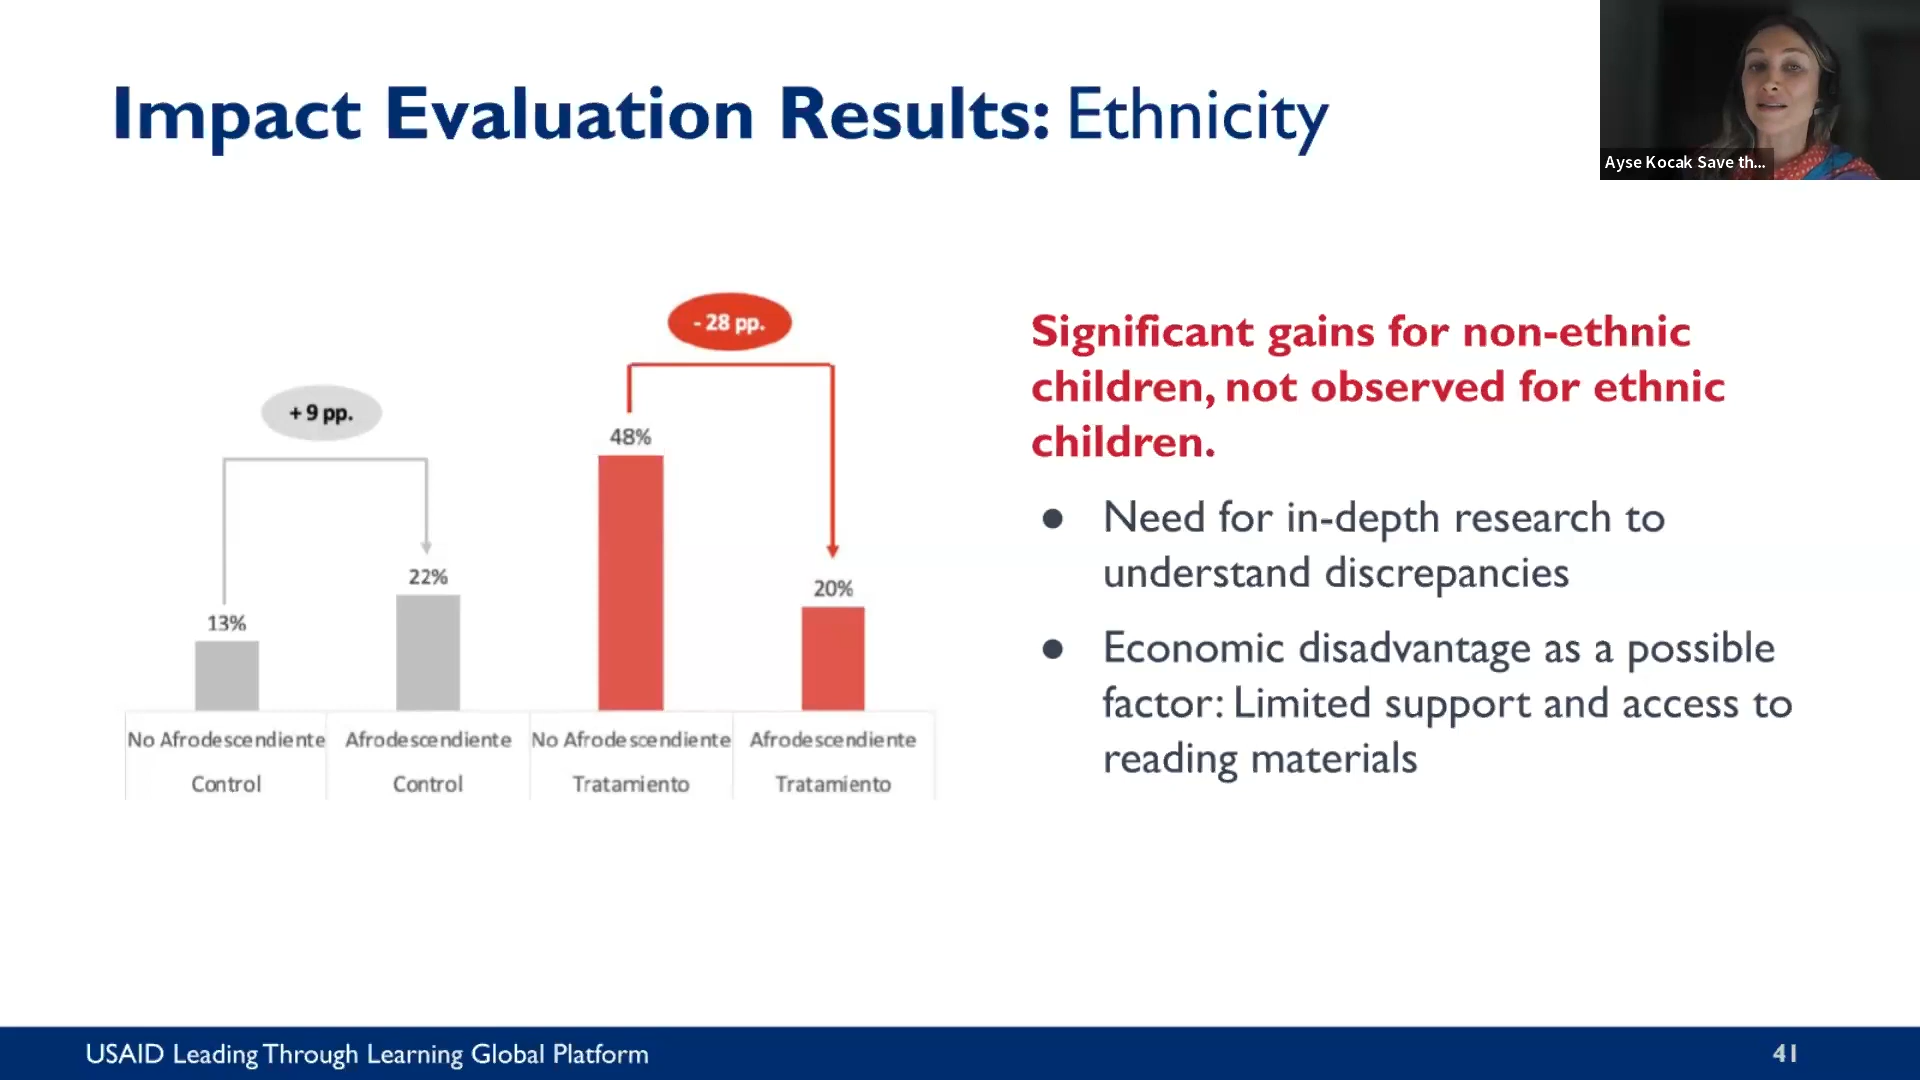 Impact Evaluation Results: Ethnicity
Ayse Kocak Save th...
- 28 pp.
+ 9 pp.
48%
22%
20%
13%
No Afrodescendiente Afrodescendiente No Afrodescendiente Afrodescendiente
Control Control Tratamiento Tratamiento
Significant gains for non-ethnic
children, not observed for ethnic
children.
● Need for in-depth research to
understand discrepancies
● Economic disadvantage as a possible
factor: Limited support and access to
reading materials
USAID Leading Through Learning Global Platform
41